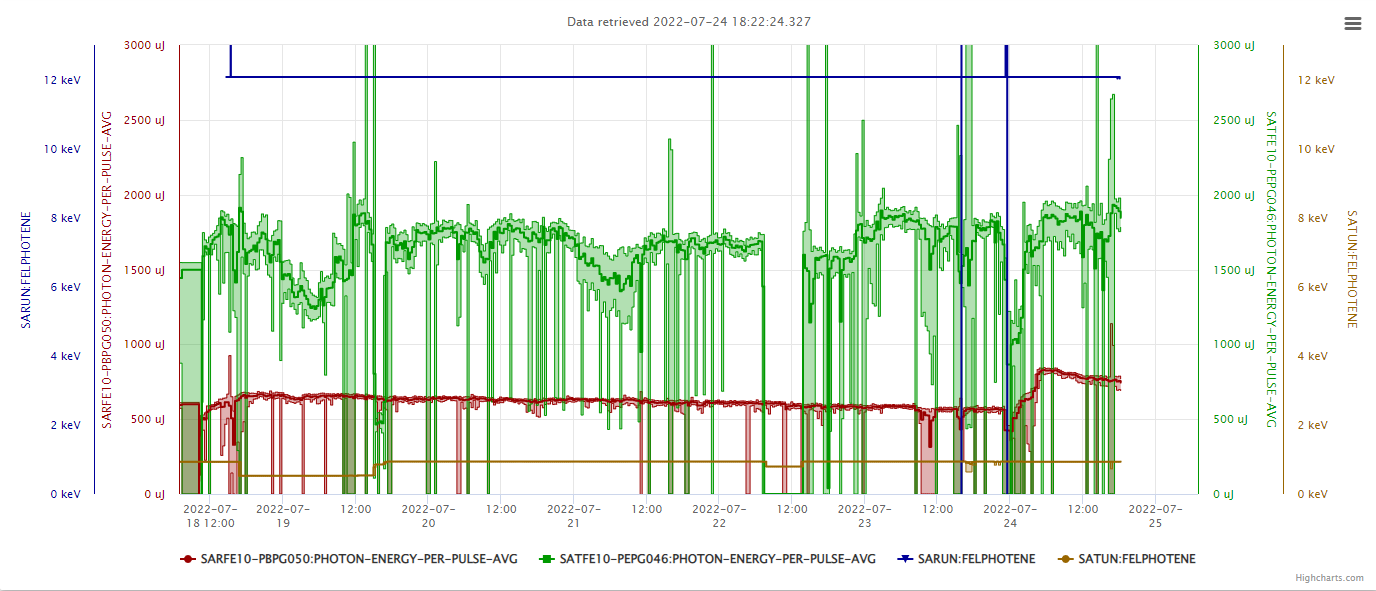 Data retrieved 2022-07-24 18:22:24.327
3000 uJ
3000 uJ
12 keV
12 keV
2500 uJ
2500 uJ
10 keV
10 keV
2000 uJ
2000 uJ
8 keV
8 keV
1500 uJ
1500 uJ
6 keV
6 keV
1000 uJ
1000 uJ
4 keV
4 keV
500 uJ
500 uJ
2 keV
2 keV
0 keV
0 uJ
0 uJ
0 keV
SARUN:FELPHOTENE
SARFE10-PBPG050:PHOTON-ENERGY-PER-PULSE-AVG
SATFE10-PEPG046:PHOTON-ENERGY-PER-PULSE-AVG
SATUN:FELPHOTENE
2022-07-
18 12:00
2022-07-
19
12:00
2022-07-
20
12:00
2022-07-
21
12:00
2022-07-
22
12:00
2022-07-
23
12:00
2022-07-
24
12:00
2022-07-
25
SARFE10-PBPG050:PHOTON-ENERGY-PER-PULSE-AVG
SATFE10-PEPG046:PHOTON-ENERGY-PER-PULSE-AVG
SARUN:FELPHOTENE
SATUN:FELPHOTENE
Highcharts.com